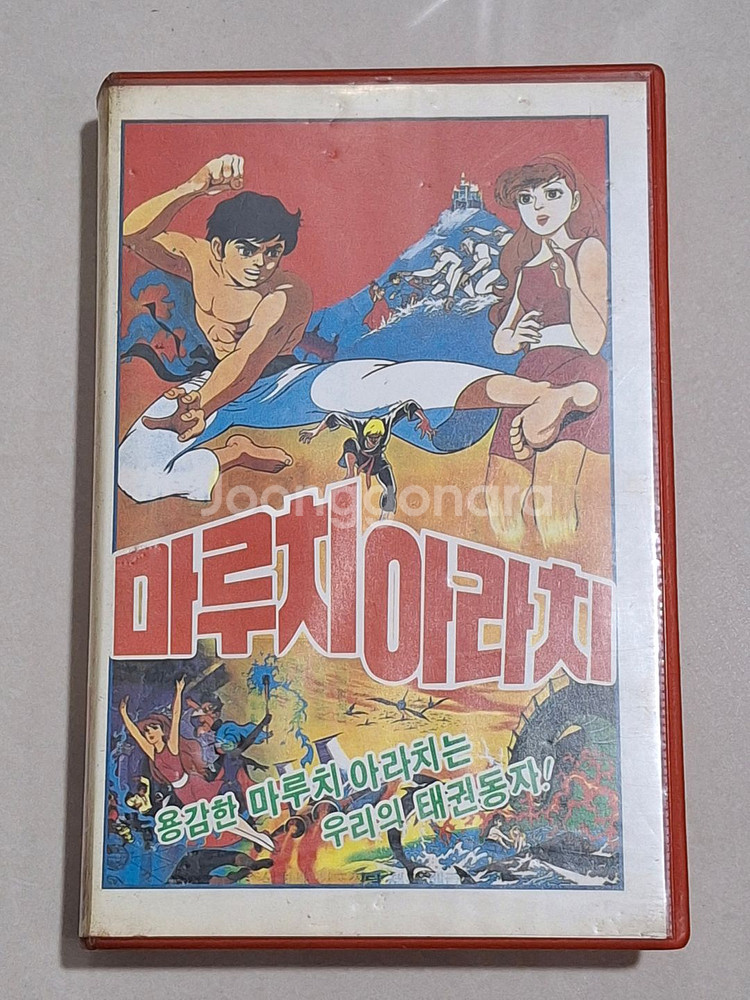 Joonggonara
마루치 아라치
용감한 마루치 아라치는
우리의 태권동자!